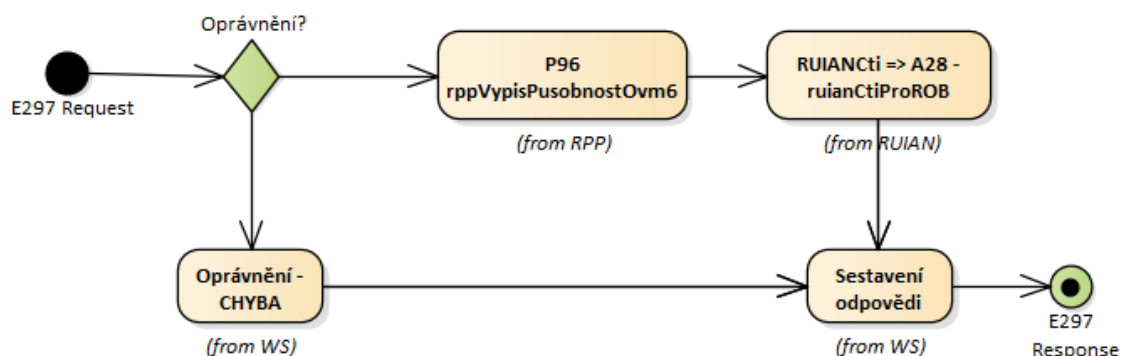 Oprávnění?
E297 Request
P96
rppVypisPusobnostOvm6
(from RPP)
RUIANCti => A28 -
ruianCtiProROB
(from RUIAN)
Oprávnění -
CHYBA
(from WS)
Sestavení
odpovědi
(from WS)
E297
Response